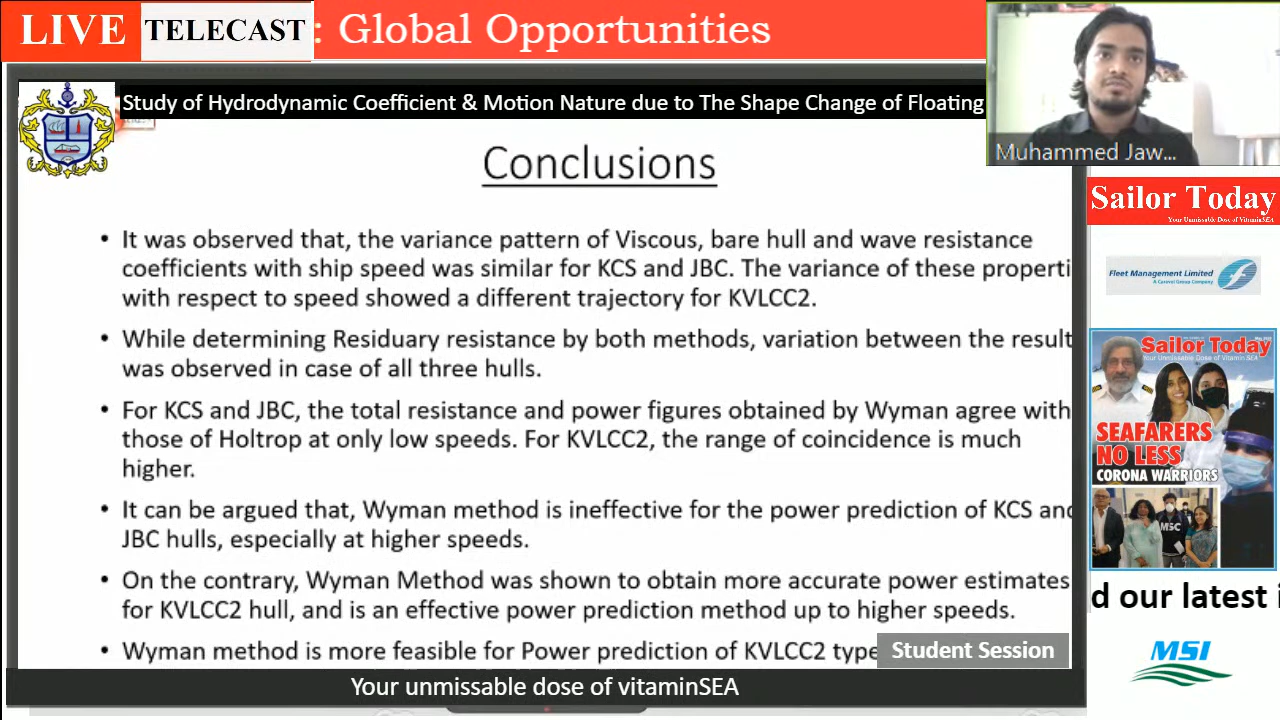 LIVE TELECAST : Global Opportunities
Study of Hydrodynamic Coefficient & Motion Nature due to The Shape Change of Floating
Muhammed Jaw...
Conclusions
• It was observed that, the variance pattern of Viscous, bare hull and wave resistance
coefficients with ship speed was similar for KCS and JBC. The variance of these properti
with respect to speed showed a different trajectory for KVLCC2.
• While determining Residuary resistance by both methods, variation between the result
was observed in case of all three hulls.
• For KCS and JBC, the total resistance and power figures obtained by Wyman agree with
those of Holtrop at only low speeds. For KVLCC2, the range of coincidence is much
higher.
• It can be argued that, Wyman method is ineffective for the power prediction of KCS and
JBC hulls, especially at higher speeds.
• On the contrary, Wyman Method was shown to obtain more accurate power estimates
for KVLCC2 hull, and is an effective power prediction method up to higher speeds.
• Wyman method is more feasible for Power prediction of KVLCC2 type
Student Session
Your unmissable dose of vitaminSEA
Sailor Today
Your Unmissable Dose of VitaminSEA
Fleet Management Limited
A Caravel Group Company
Sailor Today
Your Unmissable Dose of Vitamin SEA
SEAFARERS
NO LESS
CORONA WARRIORS
MSC
d our latest i
MSI